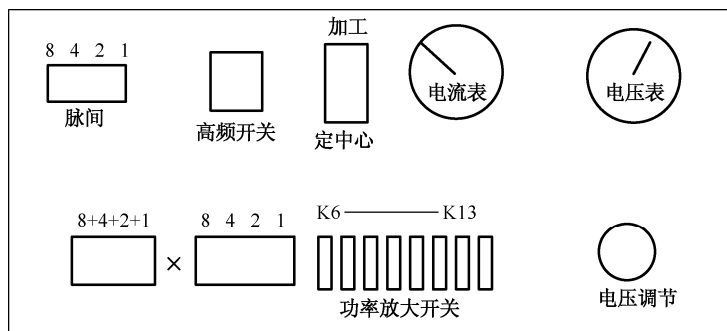 加工
8 4 2 1
电流表
电压表
脉间
高频开关
定中心
8+4+2+1
8 4 2 1
K6 K13
×
功率放大开关
电压调节